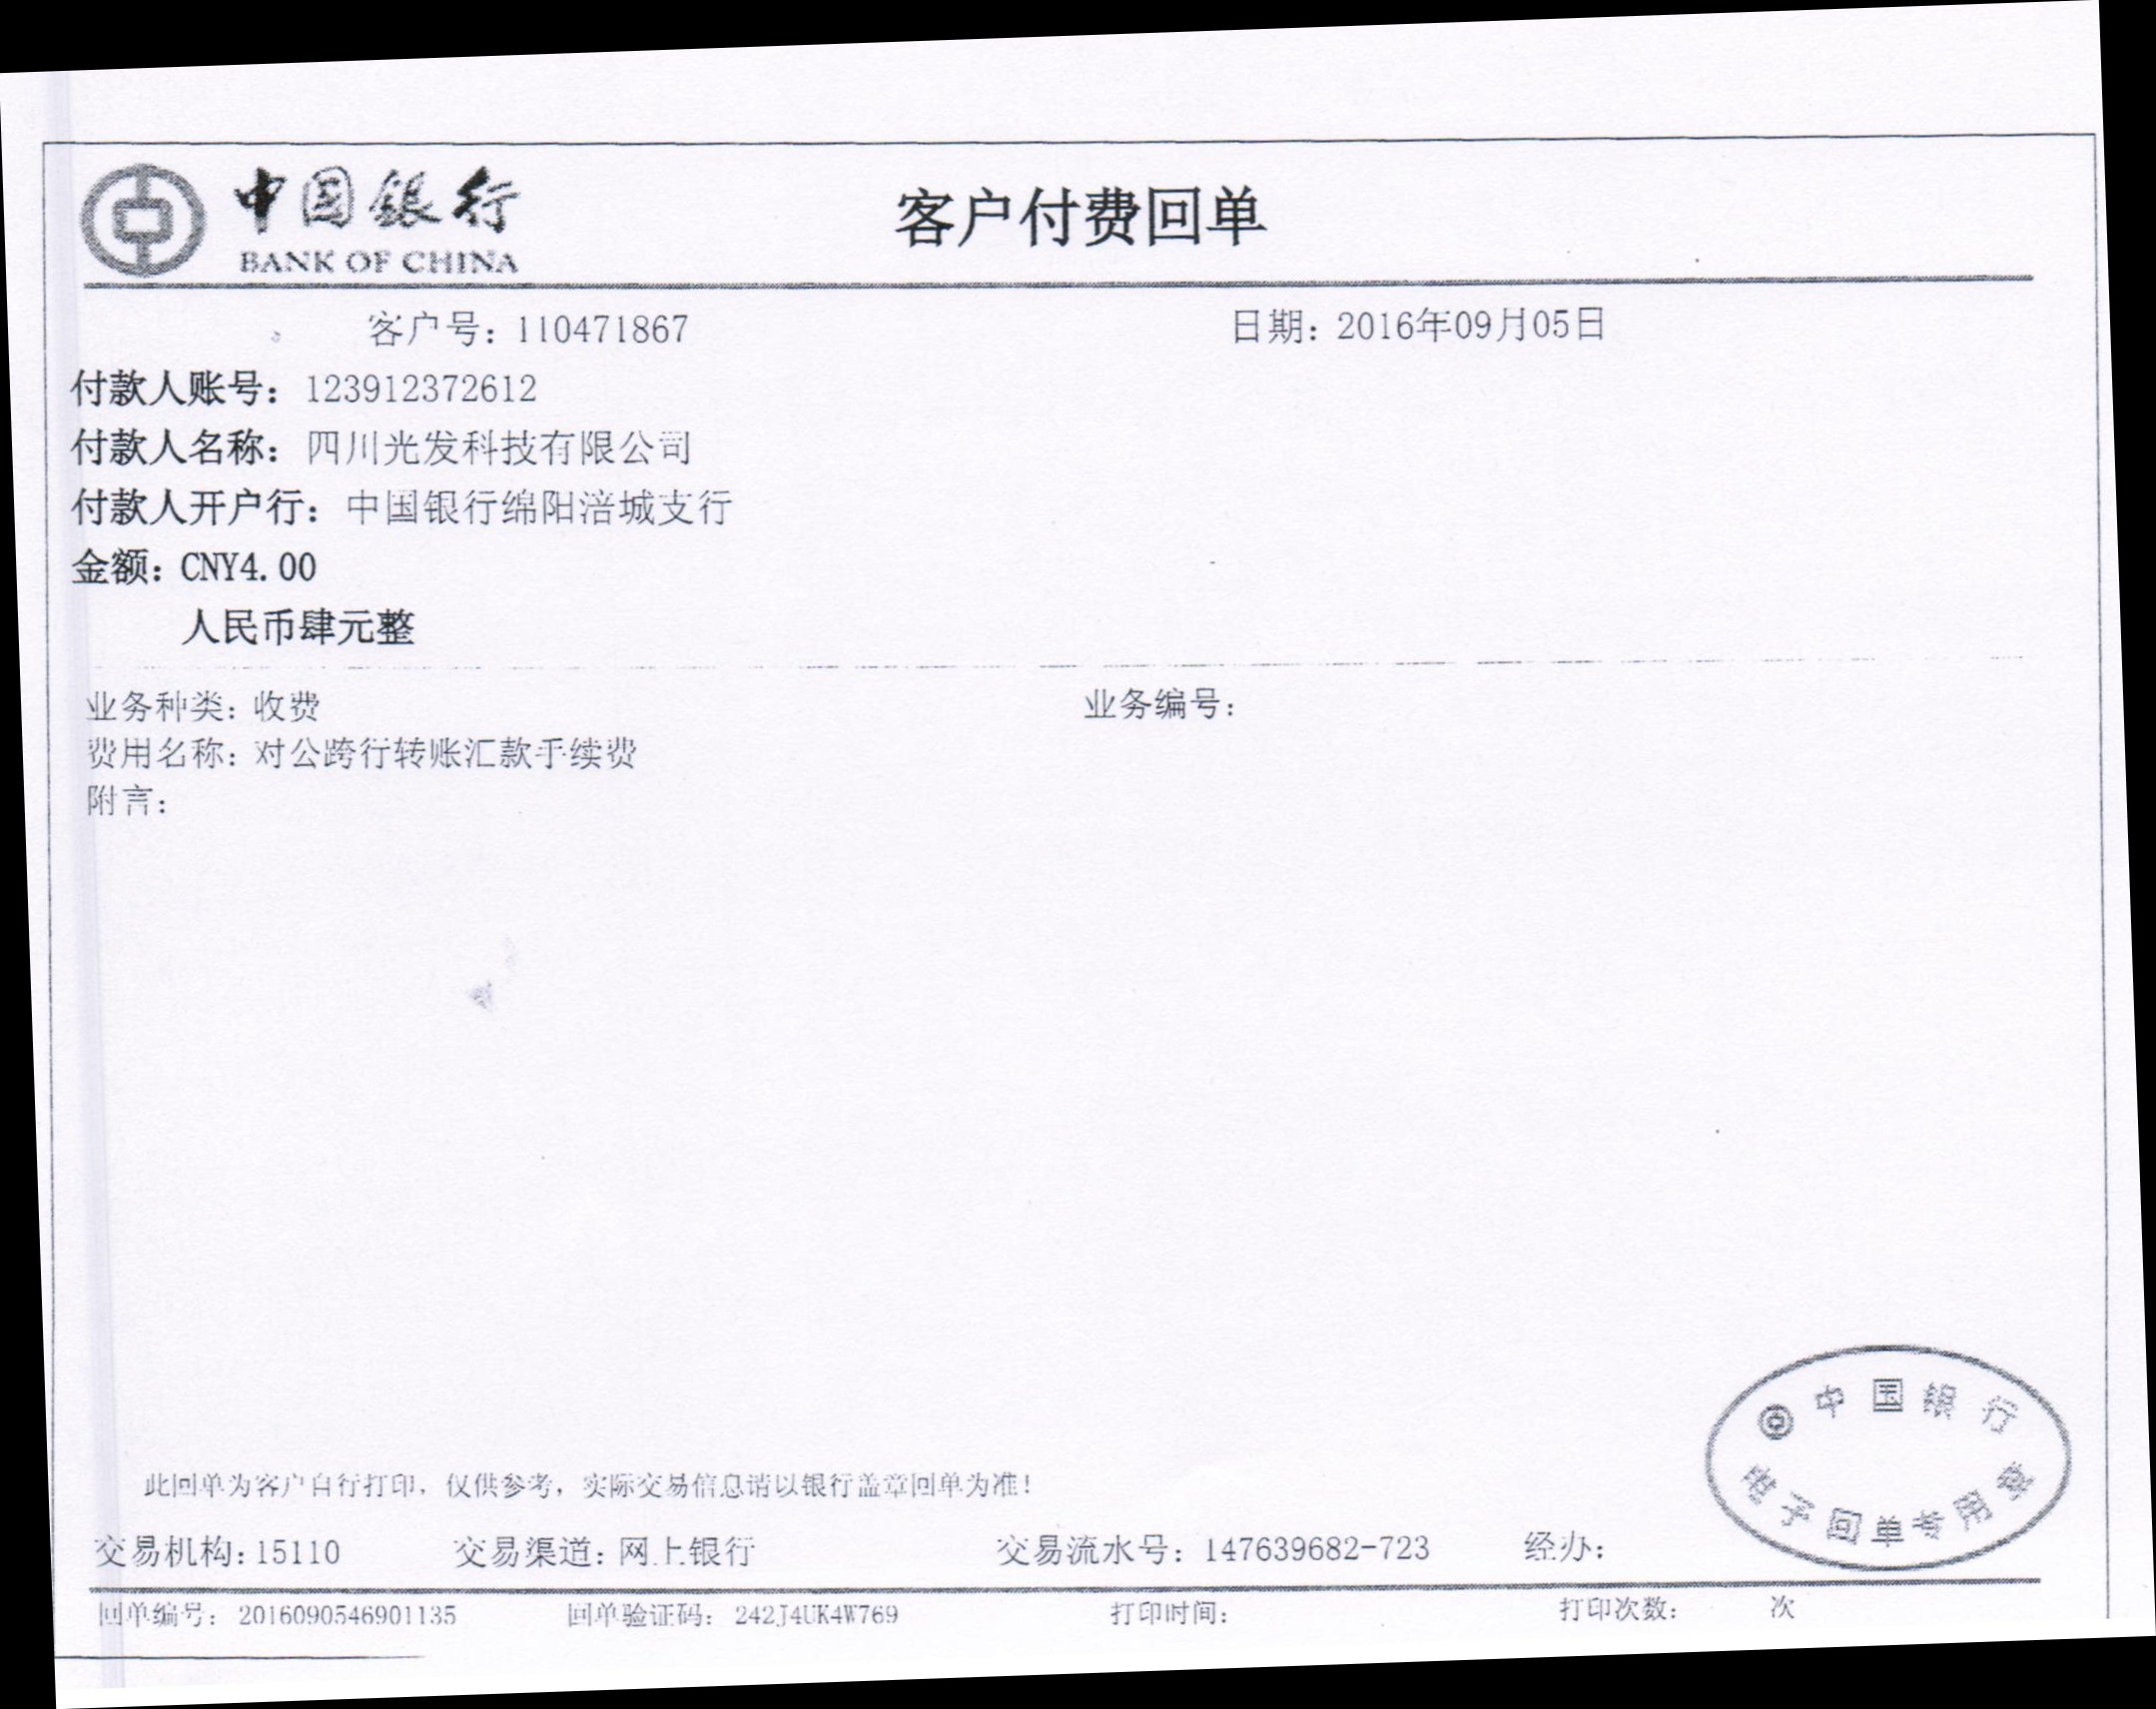 中国银行 客户付费回单
BANK OF CHINA
客户号：110471867 日期：2016年09月05日
付款人账号：123912372612
付款人名称：四川光发科技有限公司
付款人开户行：中国银行绵阳涪城支行
金额：CNY4.00
人民币肆元整
业务种类：收费 业务编号：
费用名称：对公跨行转账汇款手续费
附言：
中国银行
电子回单专用章
此回单为客户自行打印，仅供参考，实际交易信息请以银行盖章回单为准！
交易机构：15110 交易渠道：网上银行 交易流水号：147639682-723 经办：
回单编号：2016090546901135 回单验证码：242J4UK4W769 打印时间： 打印次数： 次